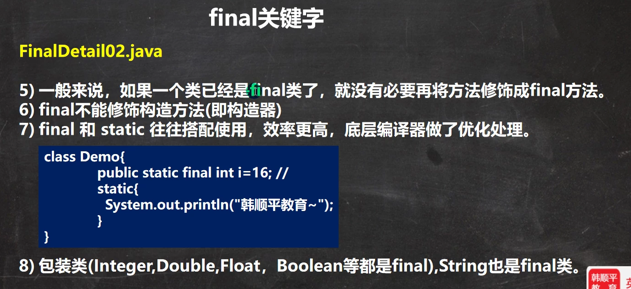 final关键字
FinalDetail02.java
5) 一般来说，如果一个类已经是final类了，就没有必要再将方法修饰成final方法。
6) final不能修饰构造方法(即构造器)
7) final 和 static 往往搭配使用，效率更高，底层编译器做了优化处理。
class Demo{
public static final int i=16; //
static{
System.out.println("韩顺平教育~");
}
}
8) 包装类(Integer,Double,Float，Boolean等都是final),String也是final类。
韩顺平
教 育